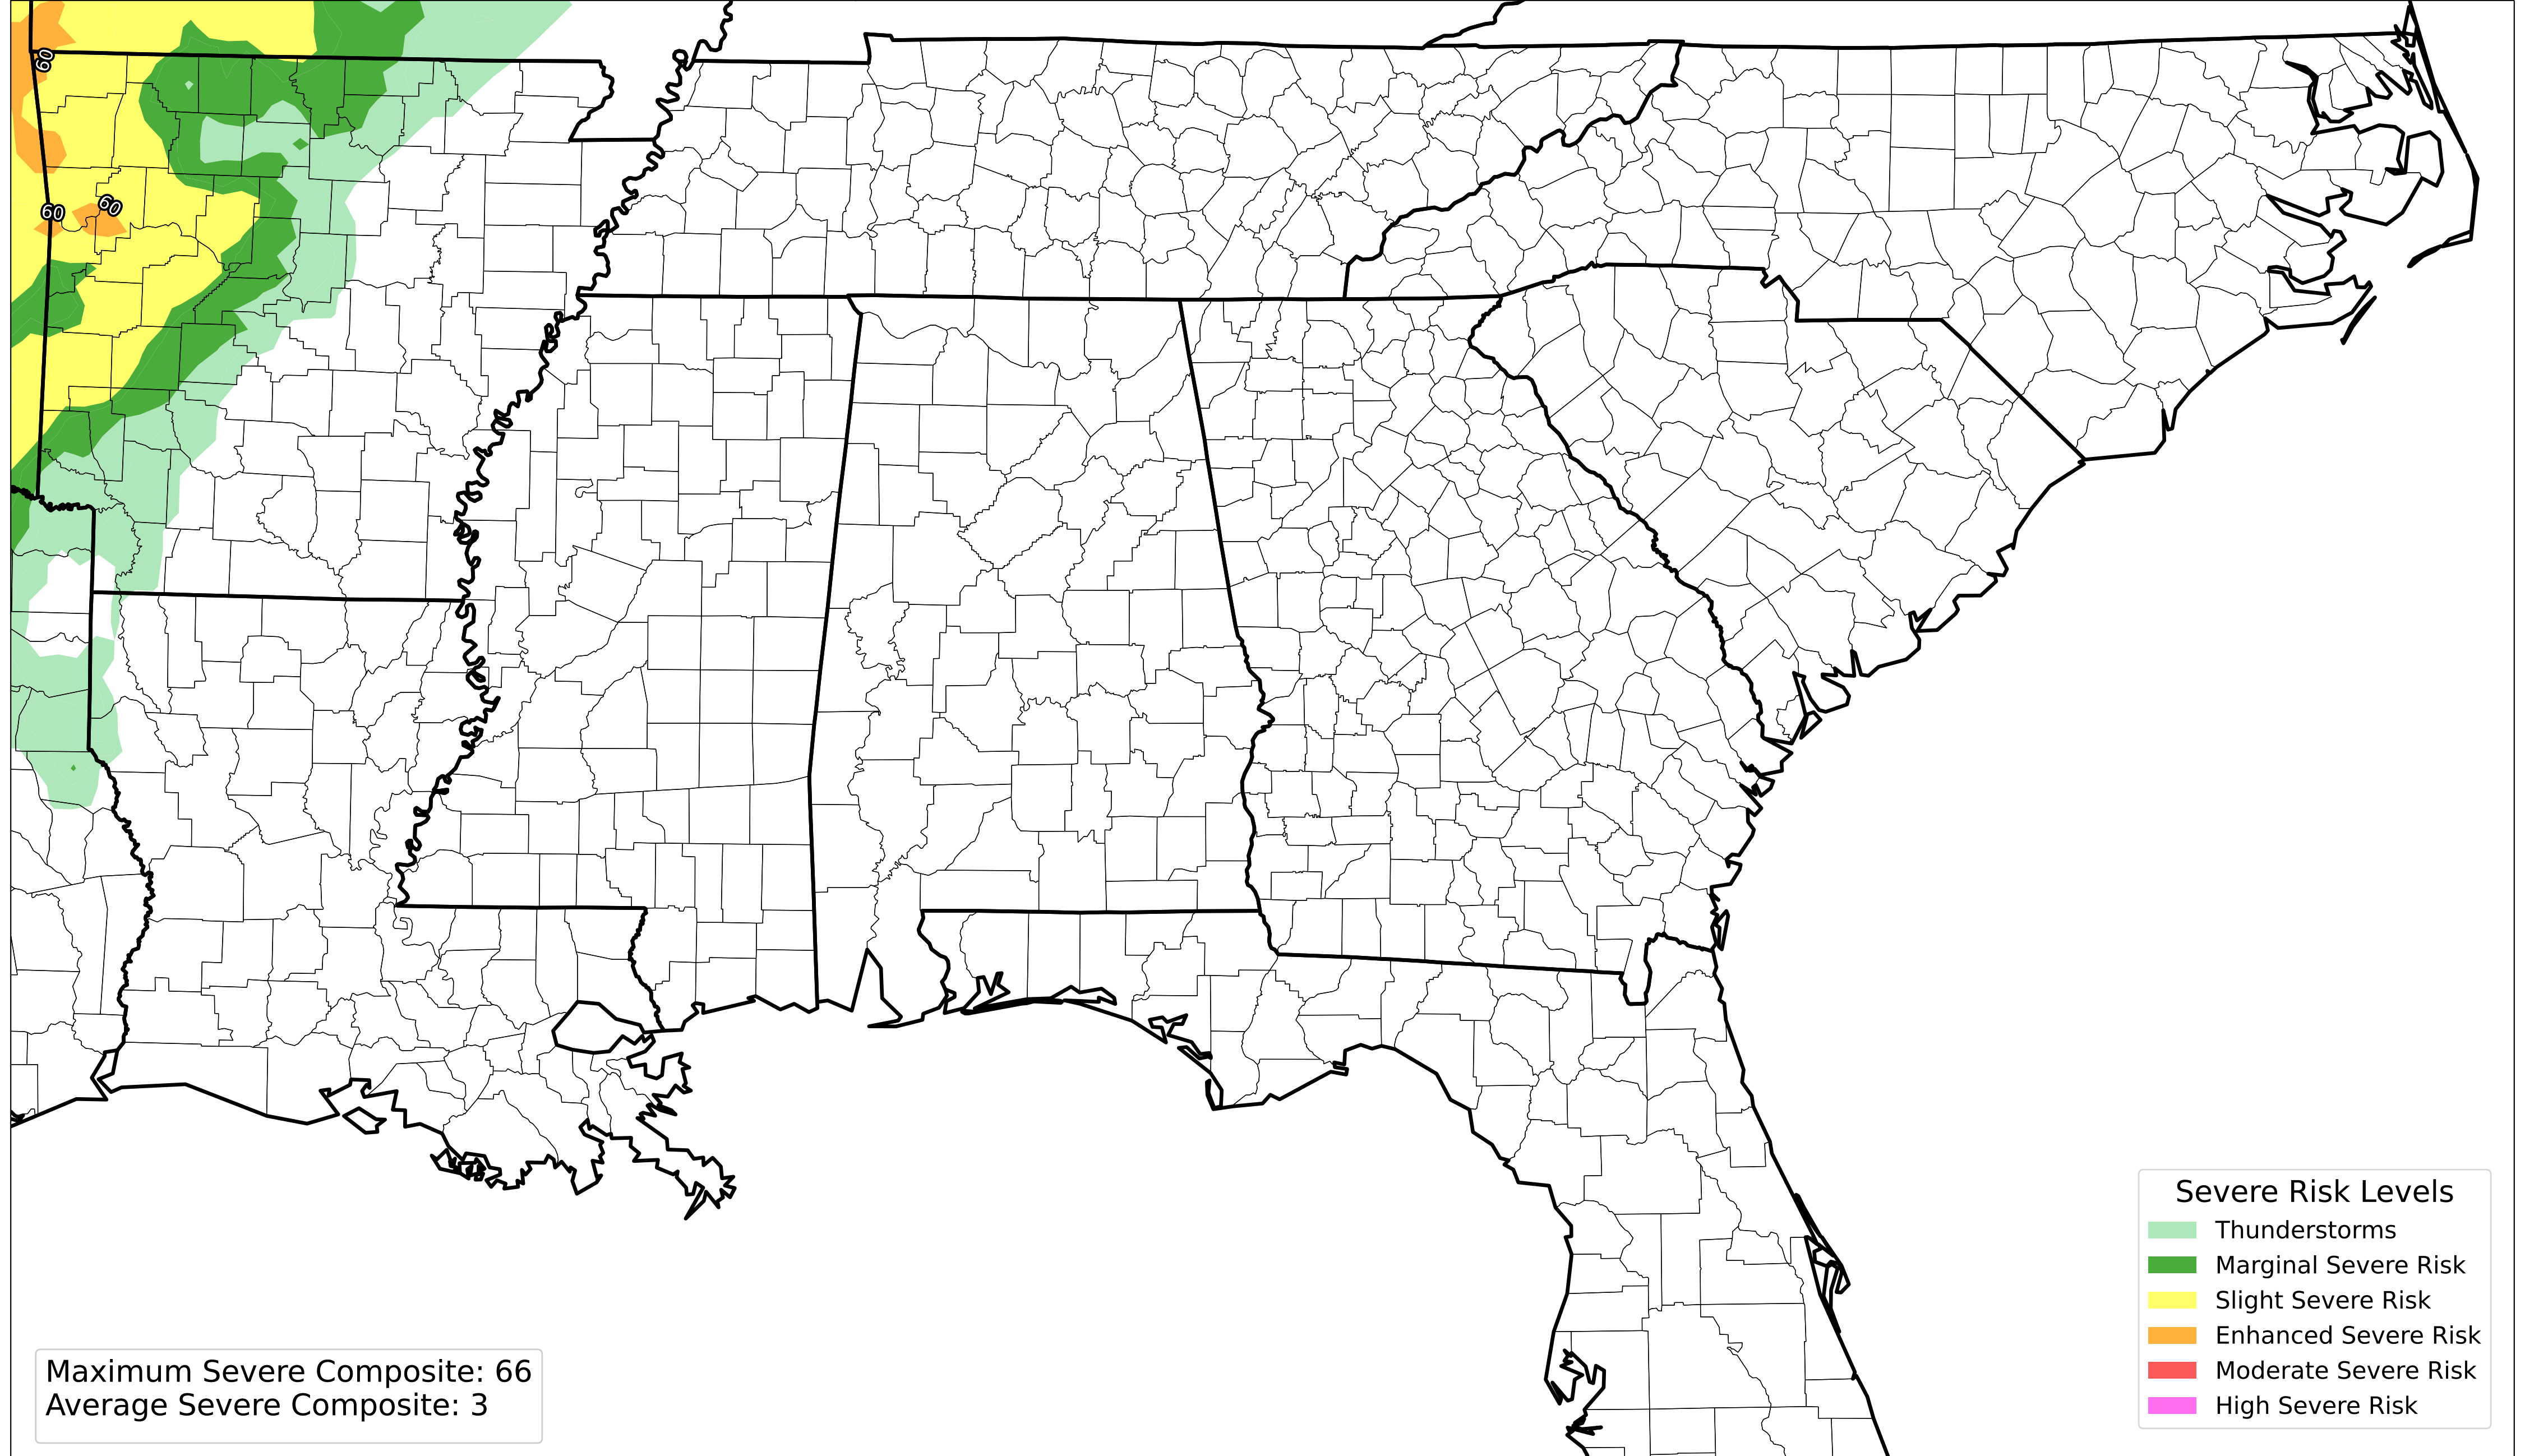 60
60
60
Severe Risk Levels
Thunderstorms
Marginal Severe Risk
Slight Severe Risk
Enhanced Severe Risk
Moderate Severe Risk
High Severe Risk
Maximum Severe Composite: 66
Average Severe Composite: 3